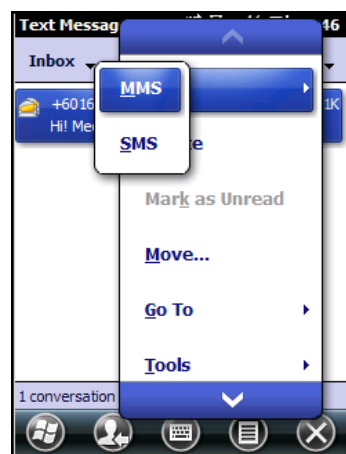 Text Messag
46
Inbox
+6016
1K
Hi! Me
MMS
SMS
te
Mark as Unread
Move...
Go To
Tools
1 conversation